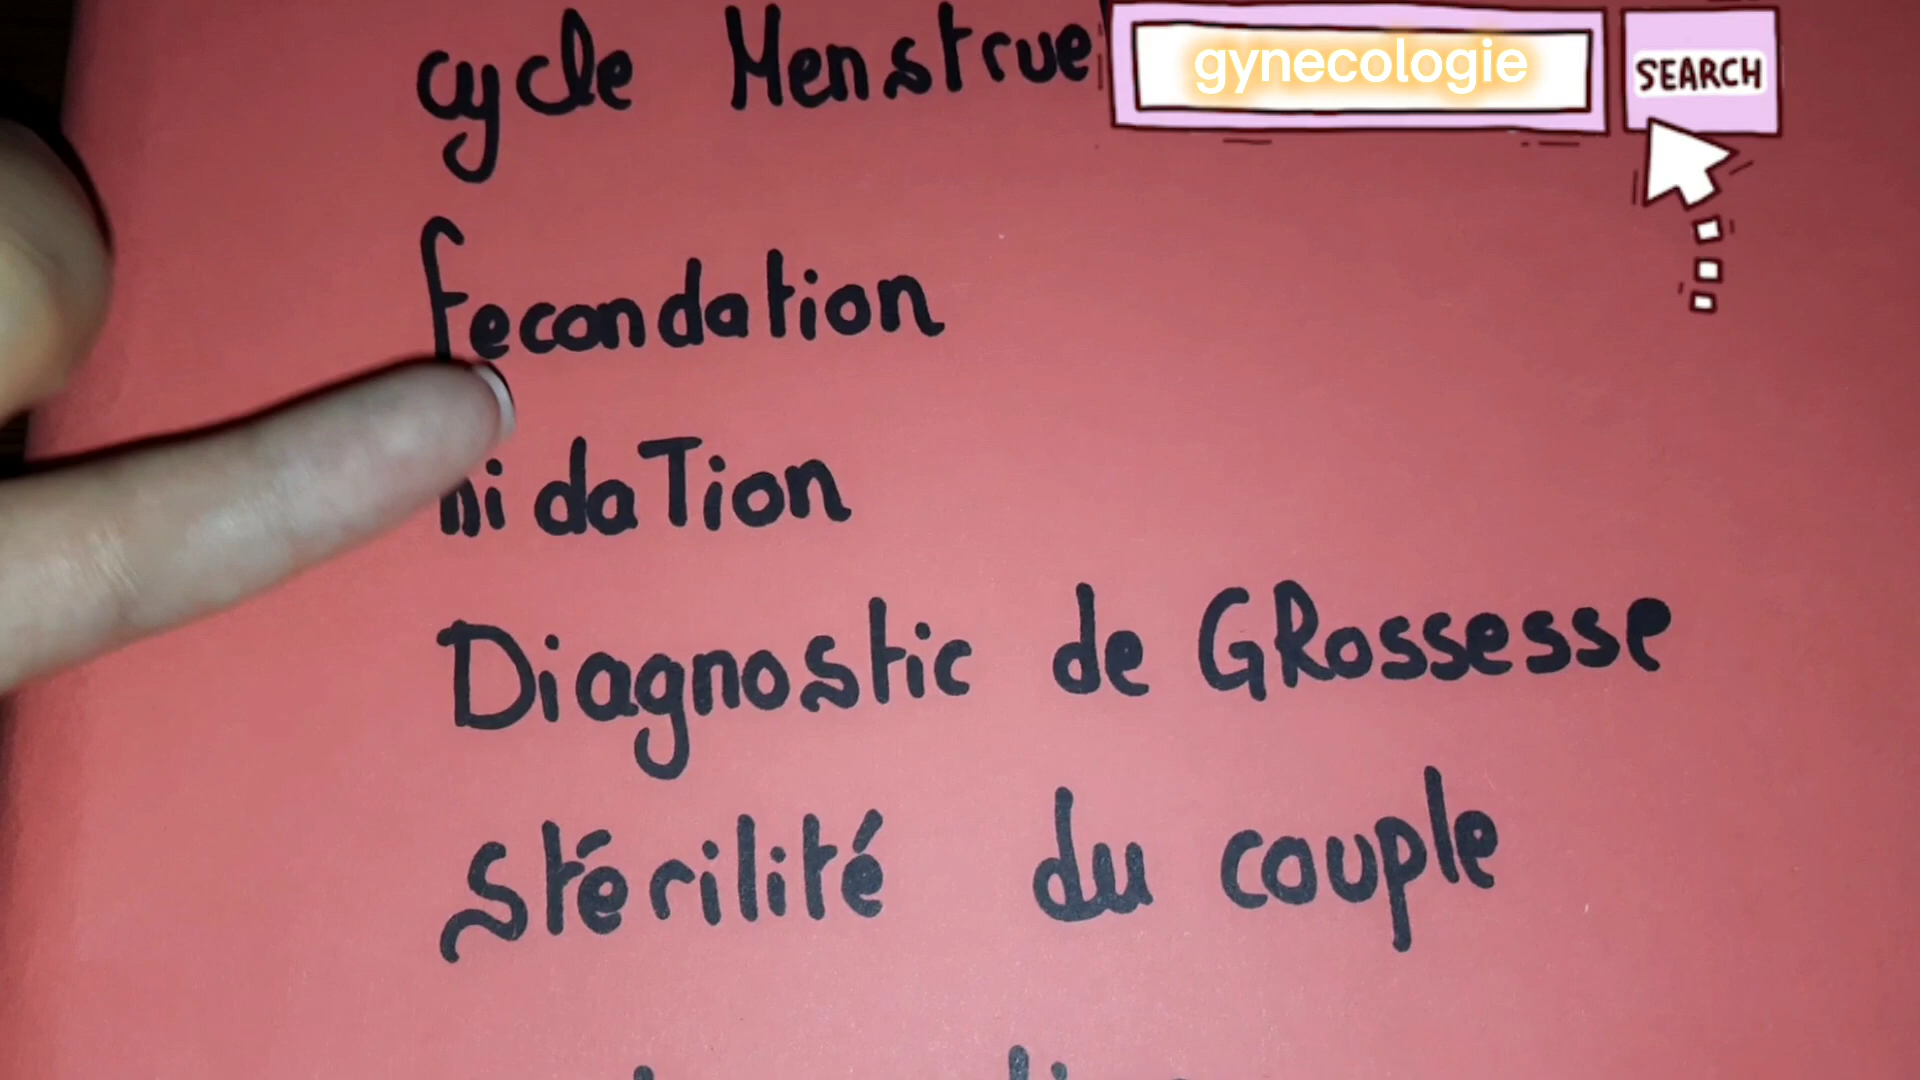 cycle Menstruel
gynecologie
SEARCH
fecondation
nidation
Diagnostic de GRossesse
Stérilité du couple